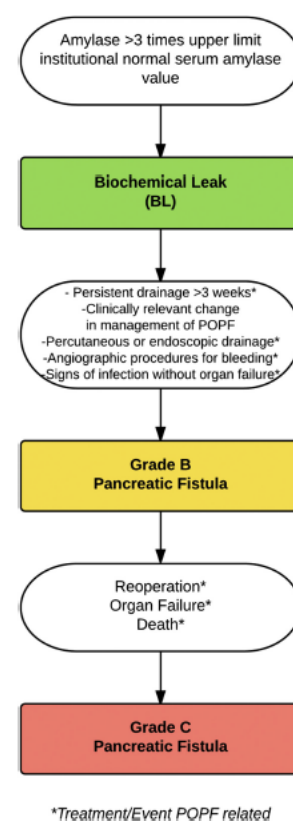 Amylase >3 times upper limit
institutional normal serum amylase
value
Biochemical Leak
(BL)
- Persistent drainage >3 weeks*
-Clinically relevant change
in management of POPF
-Percutaneous or endoscopic drainage*
-Angiographic procedures for bleeding*
-Signs of infection without organ failure*
Grade B
Pancreatic Fistula
Reoperation*
Organ Failure*
Death*
Grade C
Pancreatic Fistula
*Treatment/Event POPF related